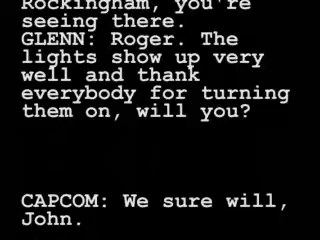 Rockingham, you're
seeing there.
GLENN: Roger. The
lights show up very
well and thank
everybody for turning
them on, will you?
CAPCOM: We sure will,
John.